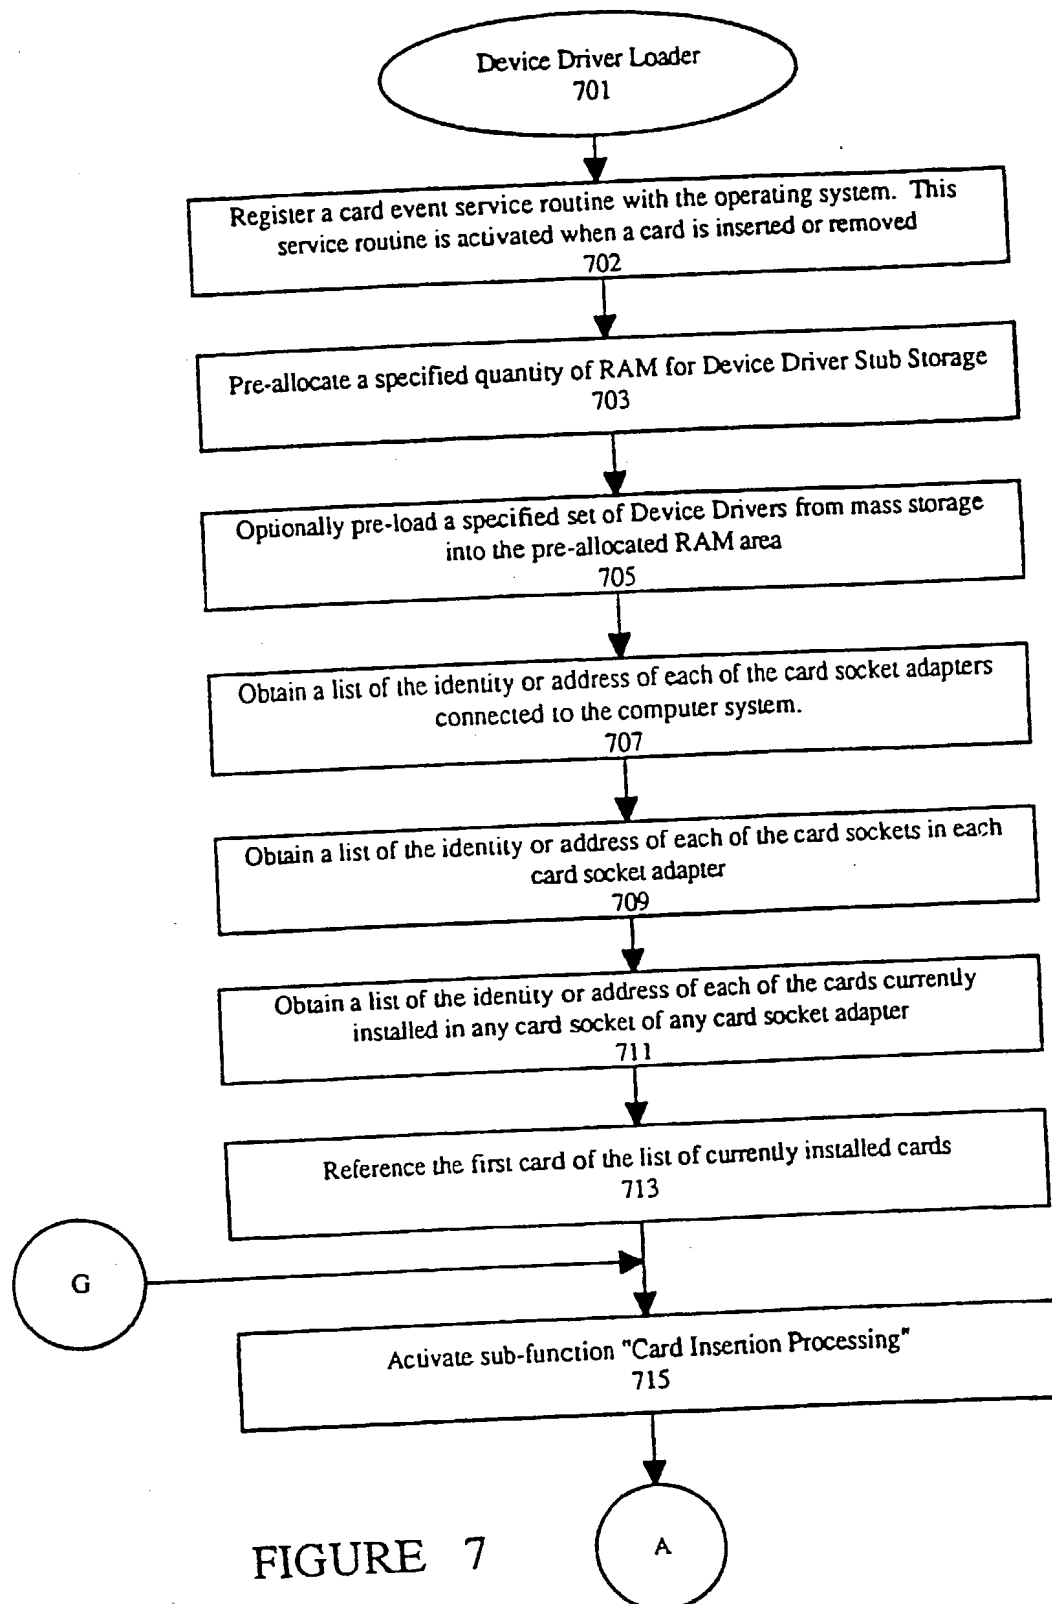 Device Driver Loader
701
Register a card event service routine with the operating system. This
service routine is activated when a card is inserted or removed
702
Pre-allocate a specified quantity of RAM for Device Driver Stub Storage
703
Optionally pre-load a specified set of Device Drivers from mass storage
into the pre-allocated RAM area
705
Obtain a list of the identity or address of each of the card socket adapters
connected to the computer system.
707
Obtain a list of the identity or address of each of the card sockets in each
card socket adapter
709
Obtain a list of the identity or address of each of the cards currently
installed in any card socket of any card socket adapter
711
Reference the first card of the list of currently installed cards
713
G
Activate sub-function "Card Insertion Processing"
715
A
FIGURE 7